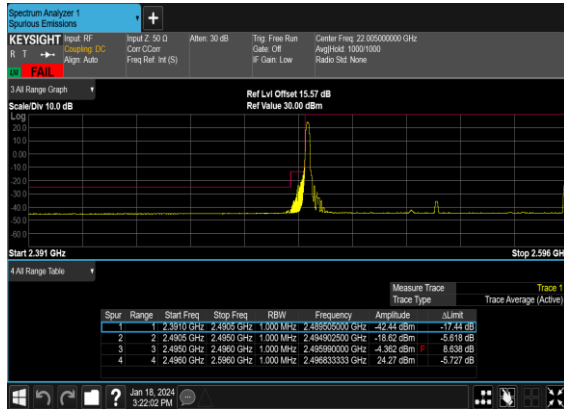 Spectrum Analyzer 1
Spurious Emissions
+
KEYSIGHT Input: RF Input Z: 50 Ω Atten: 30 dB Trig: Free Run Center Freq: 22.005000000 GHz
R T Coupling: DC Corr CCorr Gate: Off Avg|Hold: 1000/1000
Align: Auto Freq Ref: Int (S) IF Gain: Low Radio Std: None
LXI FAIL
3 All Range Graph Ref Lvl Offset 15.57 dB
Scale/Div 10.0 dB Ref Value 30.00 dBm
Log
20.0
10.0
0.00
-10.0
-20.0
-30.0
-40.0
-50.0
-60.0
Start 2.391 GHz Stop 2.596 GH
4 All Range Table
Measure Trace Trace 1
Trace Type Trace Average (Active)
Spur Range Start Freq Stop Freq RBW Frequency Amplitude ΔLimit
1 1 2.3910 GHz 2.4905 GHz 1.000 MHz 2.489505000 GHz -42.44 dBm -17.44 dB
2 2 2.4905 GHz 2.4950 GHz 1.000 MHz 2.494902500 GHz -18.62 dBm -5.618 dB
3 3 2.4950 GHz 2.4960 GHz 1.000 MHz 2.495990000 GHz -4.362 dBm F 8.638 dB
4 4 2.4960 GHz 2.5960 GHz 1.000 MHz 2.496833333 GHz 24.27 dBm -5.727 dB
? Jan 18, 2024
3:22:02 PM